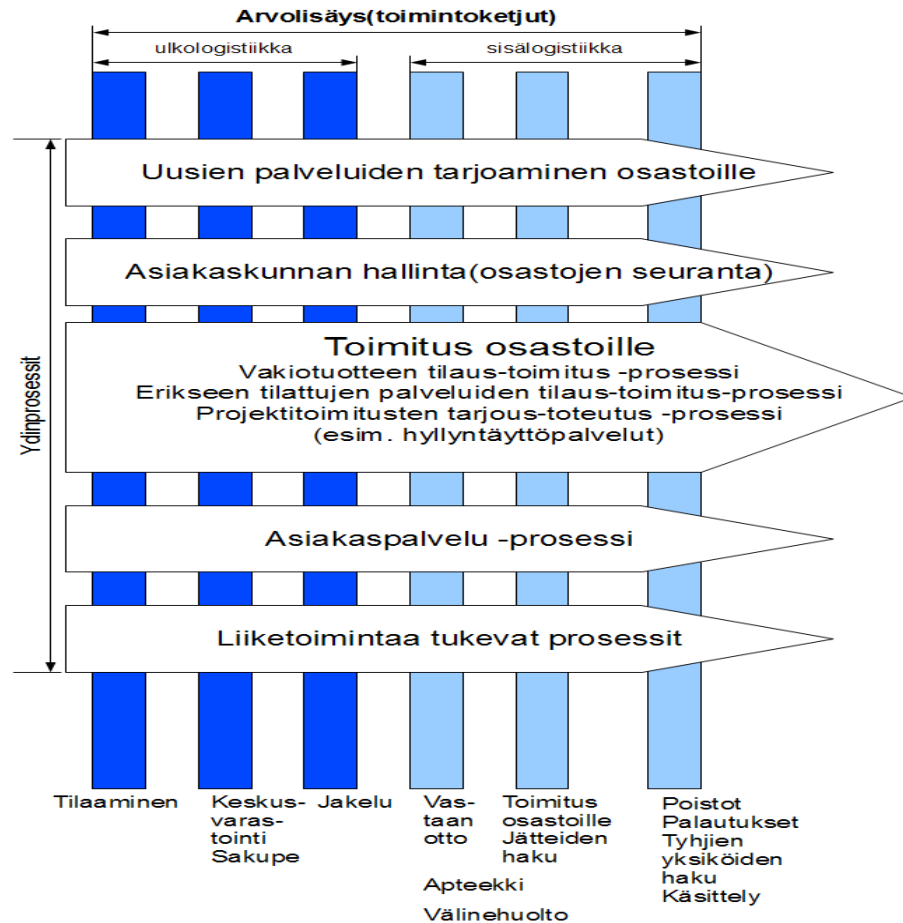 Arvolisäys(toimintoketjut)
ulkologistiikka
sisälogistiikka
Ydinprosessit
Uusien palveluiden tarjoaminen osastoille
Asiakaskunnan hallinta(osastojen seuranta)
Toimitus osastoille
Vakiotuotteen tilaus-toimitus -prosessi
Erikseen tilattujen palveluiden tilaus-toimitus-prosessi
Projektitoimitusten tarjous-toteutus -prosessi
(esim. hyllyntäyttöpalvelut)
Asiakaspalvelu -prosessi
Liiketoimintaa tukevat prosessit
Tilaaminen
Keskus-
varas-
tointi
Sakupe
Jakelu
Vas-
taan
otto
Apteekki
Välinehuolto
Toimitus
osastoille
Jätteiden
haku
Poistot
Palautukset
Tyhjien
yksiköiden
haku
Käsittely